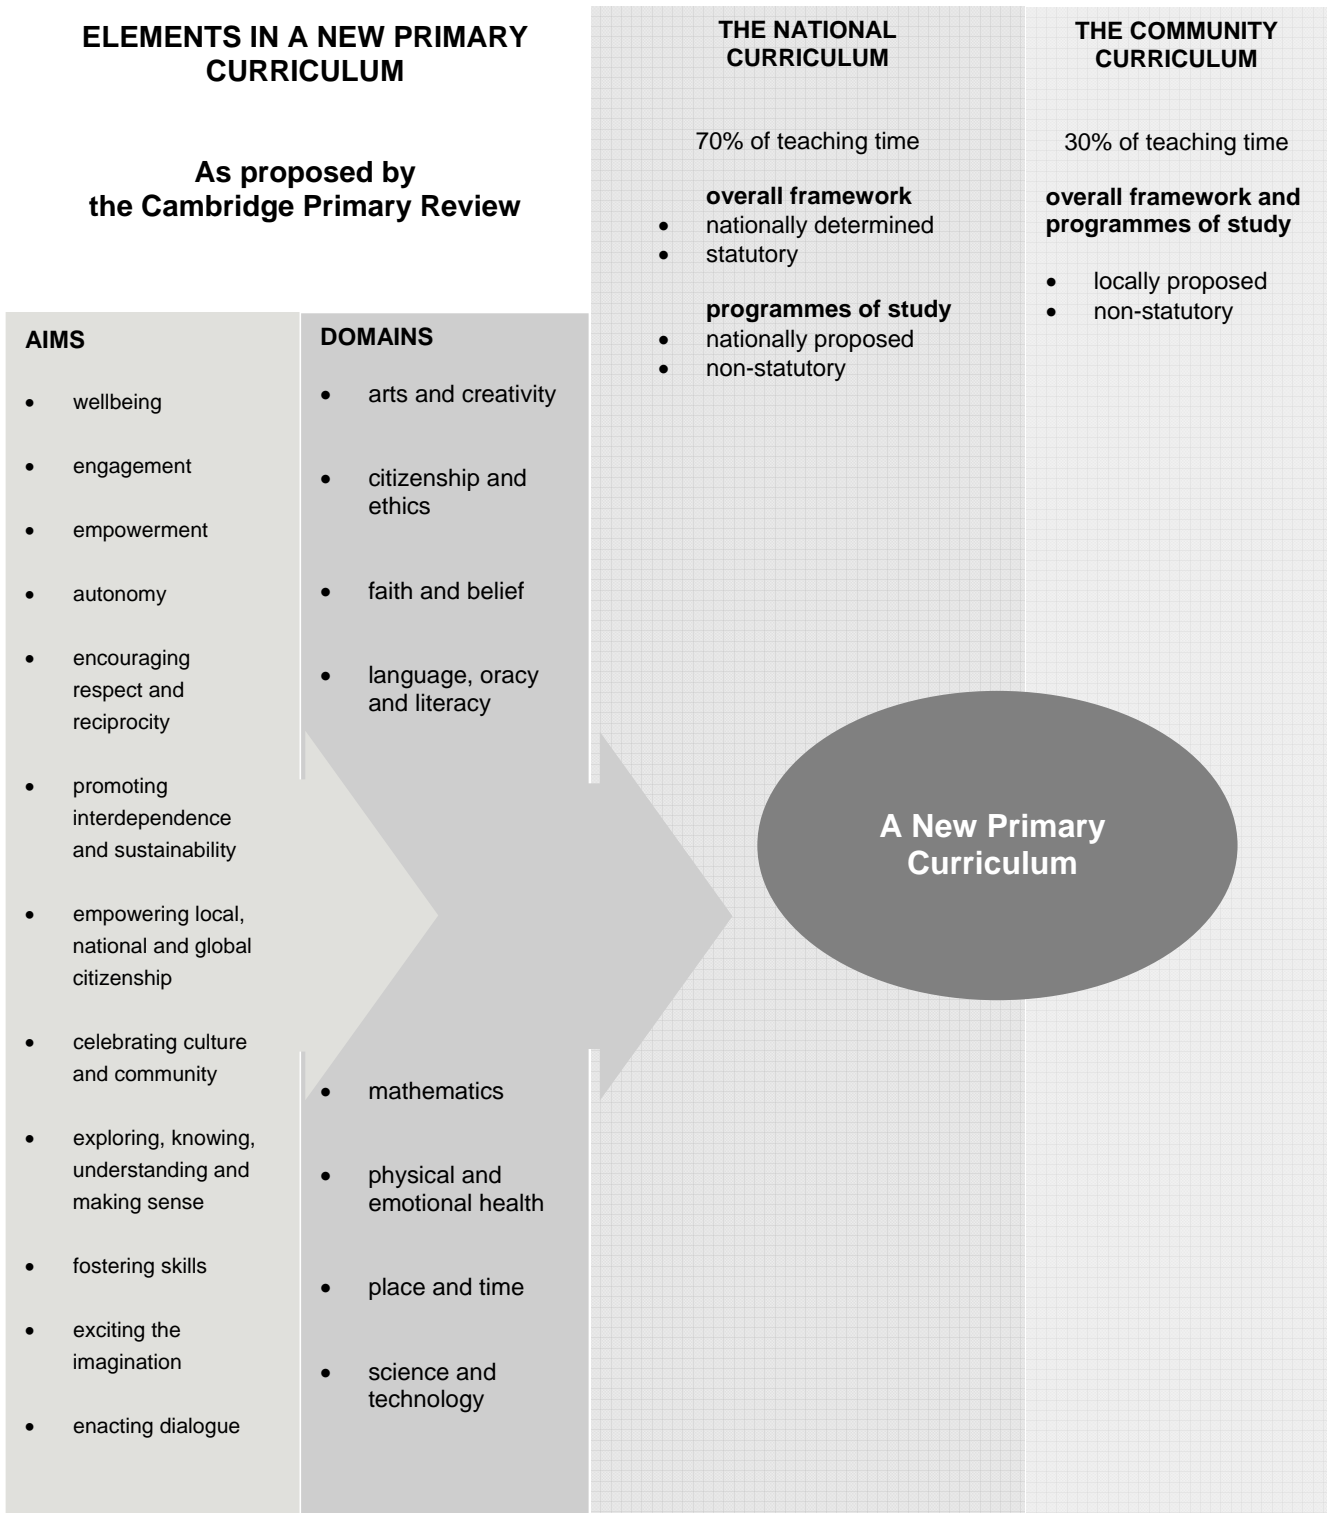 ELEMENTS IN A NEW PRIMARY
CURRICULUM
As proposed by
the Cambridge Primary Review
THE NATIONAL
CURRICULUM
70% of teaching time
overall framework
• nationally determined
• statutory
programmes of study
• nationally proposed
• non-statutory
THE COMMUNITY
CURRICULUM
30% of teaching time
overall framework and
programmes of study
• locally proposed
• non-statutory
AIMS
• wellbeing
• engagement
• empowerment
• autonomy
• encouraging
respect and
reciprocity
• promoting
interdependence
and sustainability
• empowering local,
national and global
citizenship
• celebrating culture
and community
• exploring, knowing,
understanding and
making sense
• fostering skills
• exciting the
imagination
• enacting dialogue
DOMAINS
• arts and creativity
• citizenship and
ethics
• faith and belief
• language, oracy
and literacy
• mathematics
• physical and
emotional health
• place and time
• science and
technology
A New Primary
Curriculum